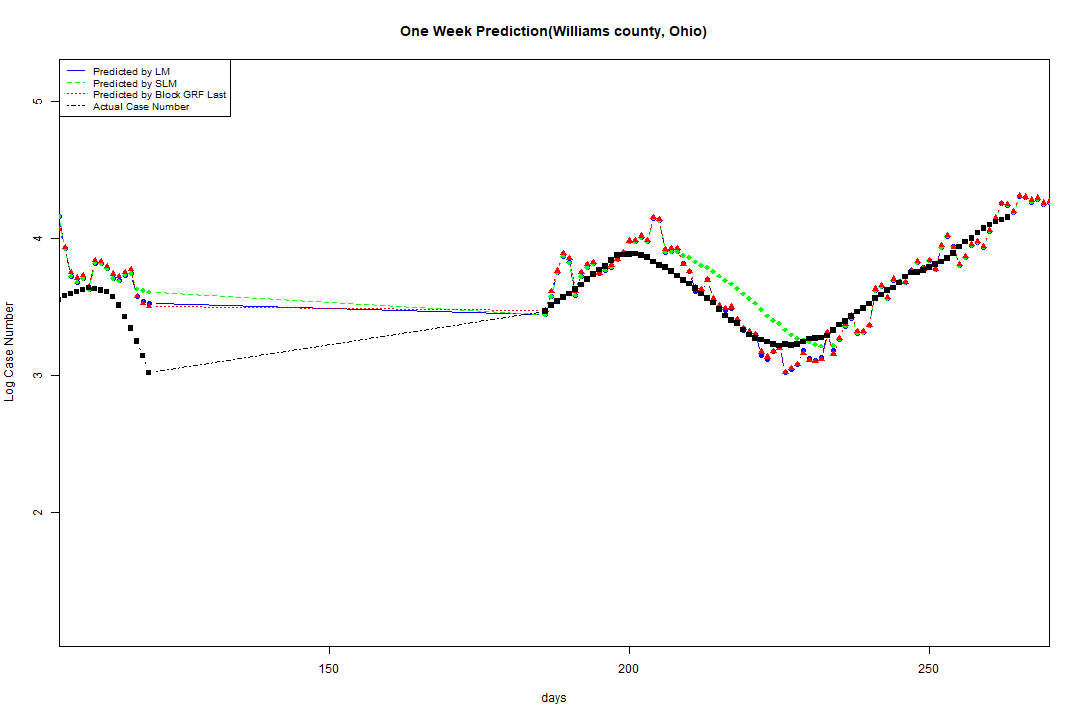 One Week Prediction(Williams county, Ohio)
Predicted by LM
Predicted by SLM
Predicted by Block GRF Last
Actual Case Number
5
4
3
2
Log Case Number
150
200
250
days